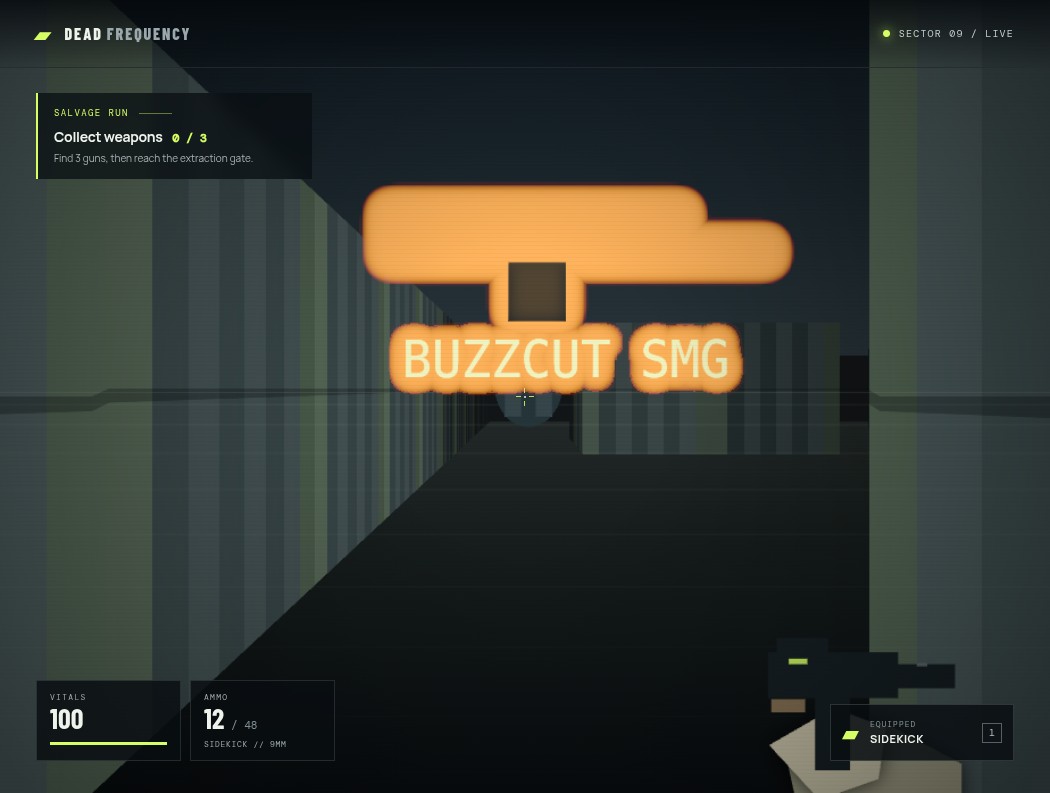 DEAD FREQUENCY
SECTOR 09 / LIVE
SALVAGE RUN
Collect weapons 0 / 3
Find 3 guns, then reach the extraction gate.
BUZZCUT SMG
VITALS
100
AMMO
12 / 48
SIDEKICK // 9MM
EQUIPPED
SIDEKICK
1